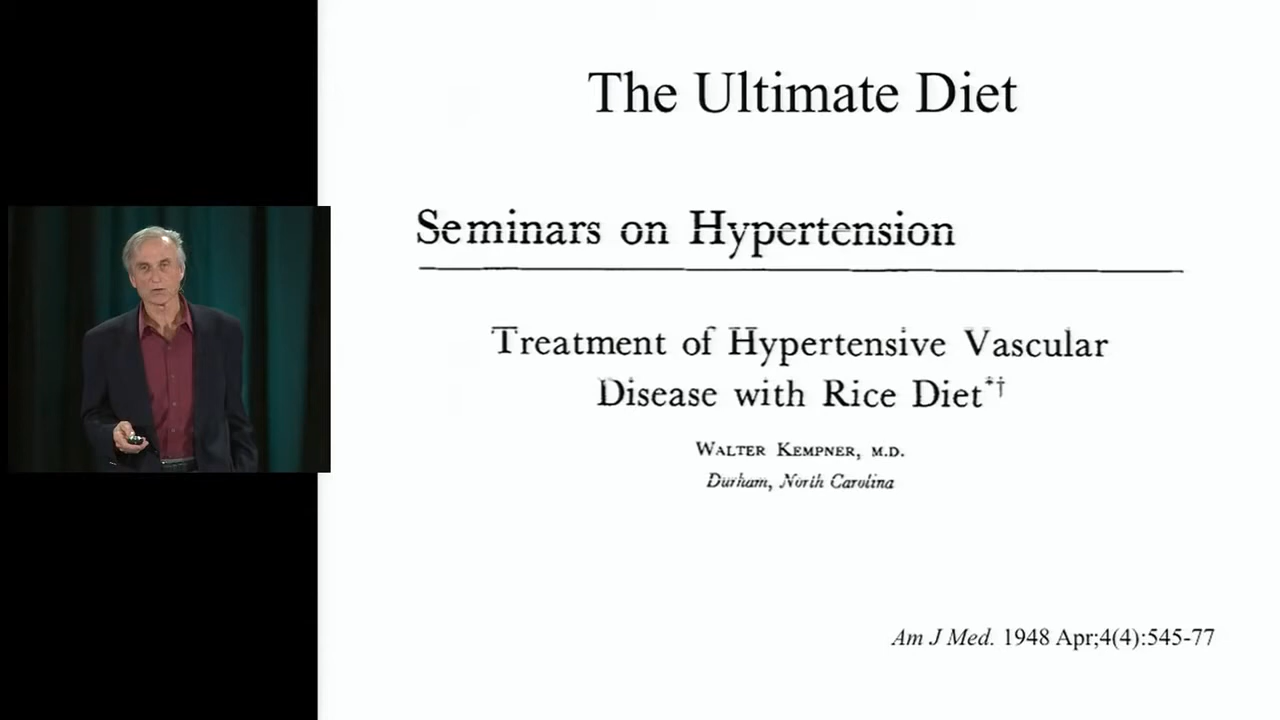 The Ultimate Diet
Seminars on Hypertension
Treatment of Hypertensive Vascular
Disease with Rice Diet*†
WALTER KEMPNER, M.D.
Durham, North Carolina
Am J Med. 1948 Apr;4(4):545-77